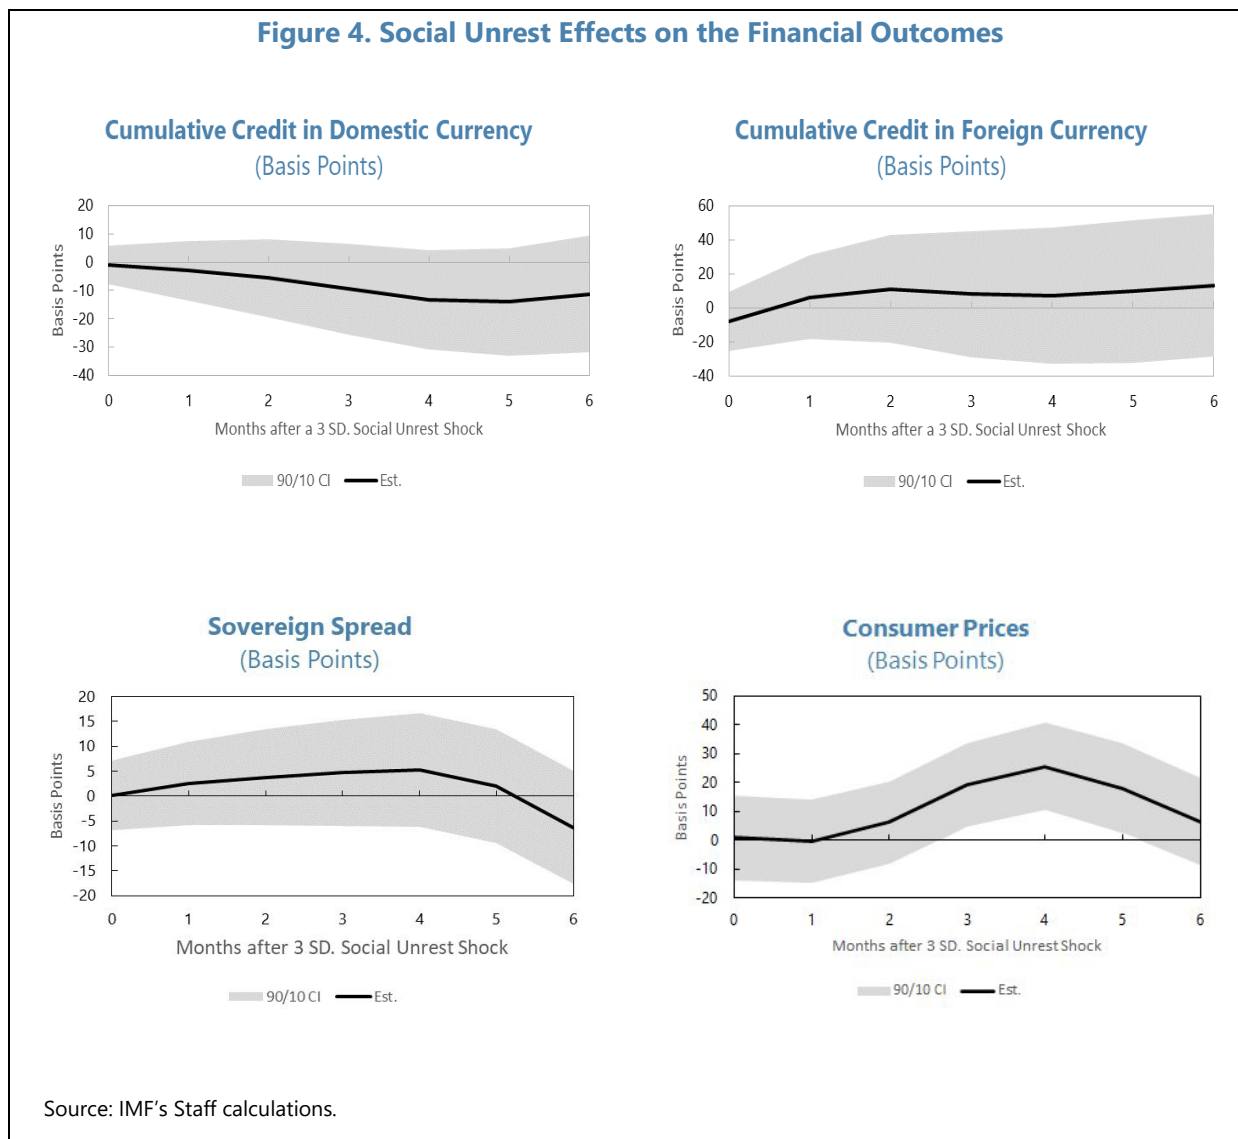 Figure 4. Social Unrest Effects on the Financial Outcomes
Cumulative Credit in Domestic Currency
(Basis Points)
20
10
0
-10
-20
-30
-40
Basis Points
0 1 2 3 4 5 6
Months after a 3 SD. Social Unrest Shock
90/10 CI Est.
Cumulative Credit in Foreign Currency
(Basis Points)
60
40
20
0
-20
-40
Basis Points
0 1 2 3 4 5 6
Months after a 3 SD. Social Unrest Shock
90/10 CI Est.
Sovereign Spread
(Basis Points)
20
15
10
5
0
-5
-10
-15
-20
Basis Points
0 1 2 3 4 5 6
Months after 3 SD. Social Unrest Shock
90/10 CI Est.
Consumer Prices
(Basis Points)
50
40
30
20
10
0
-10
-20
Basis Points
0 1 2 3 4 5 6
Months after 3 SD. Social Unrest Shock
90/10 CI Est.
Source: IMF's Staff calculations.